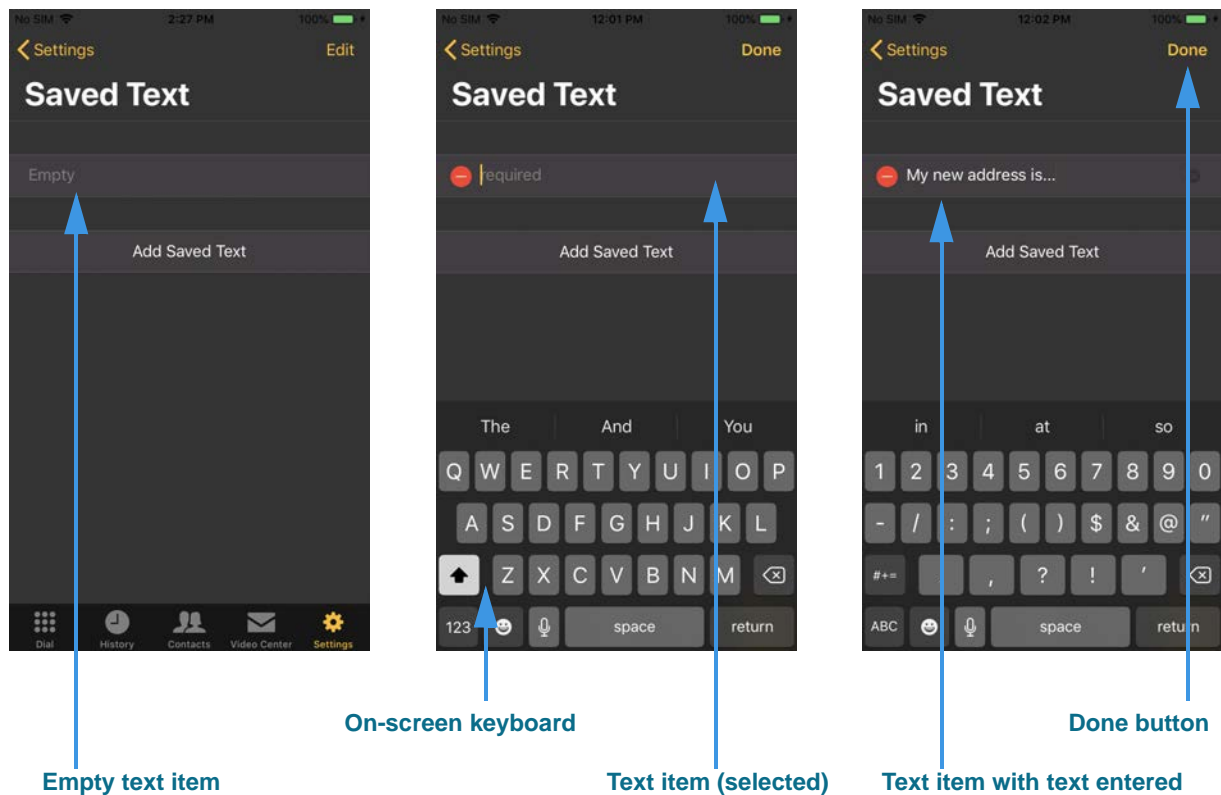 No SIM 2:27 PM 100%
Settings Edit
Saved Text
Empty
Add Saved Text
Dial History Contacts Video Center Settings
No SIM 12:01 PM 100%
Settings Done
Saved Text
required
Add Saved Text
The And You
Q W E R T Y U I O P
A S D F G H J K L
Z X C V B N M
123 space return
No SIM 12:02 PM 100%
Settings Done
Saved Text
My new address is...
Add Saved Text
in at so
1 2 3 4 5 6 7 8 9 0
- / : ; ( ) $ & @ "
#+= . , ? ! '
ABC space return
On-screen keyboard
Done button
Empty text item
Text item (selected)
Text item with text entered